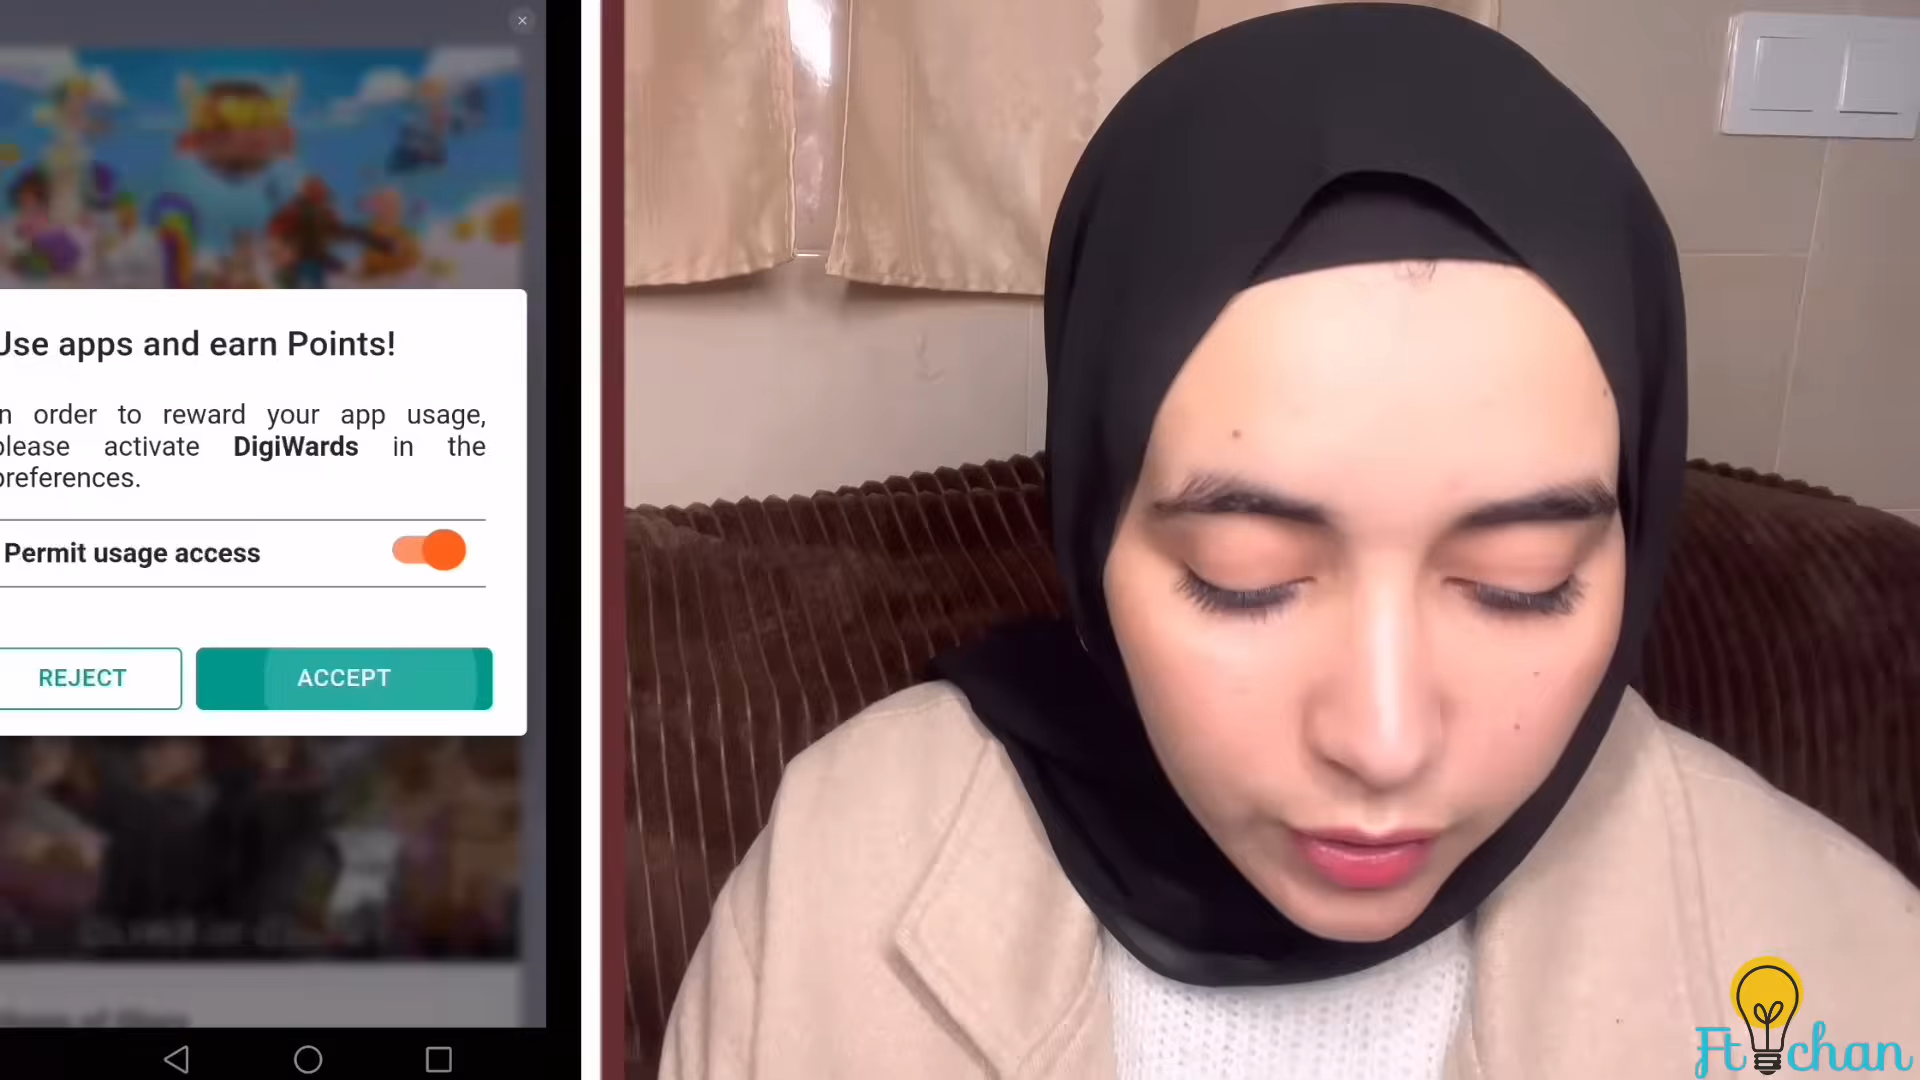 Use apps and earn Points!
In order to reward your app usage,
please activate DigiWards in the
preferences.
Permit usage access
REJECT
ACCEPT
Ft chan